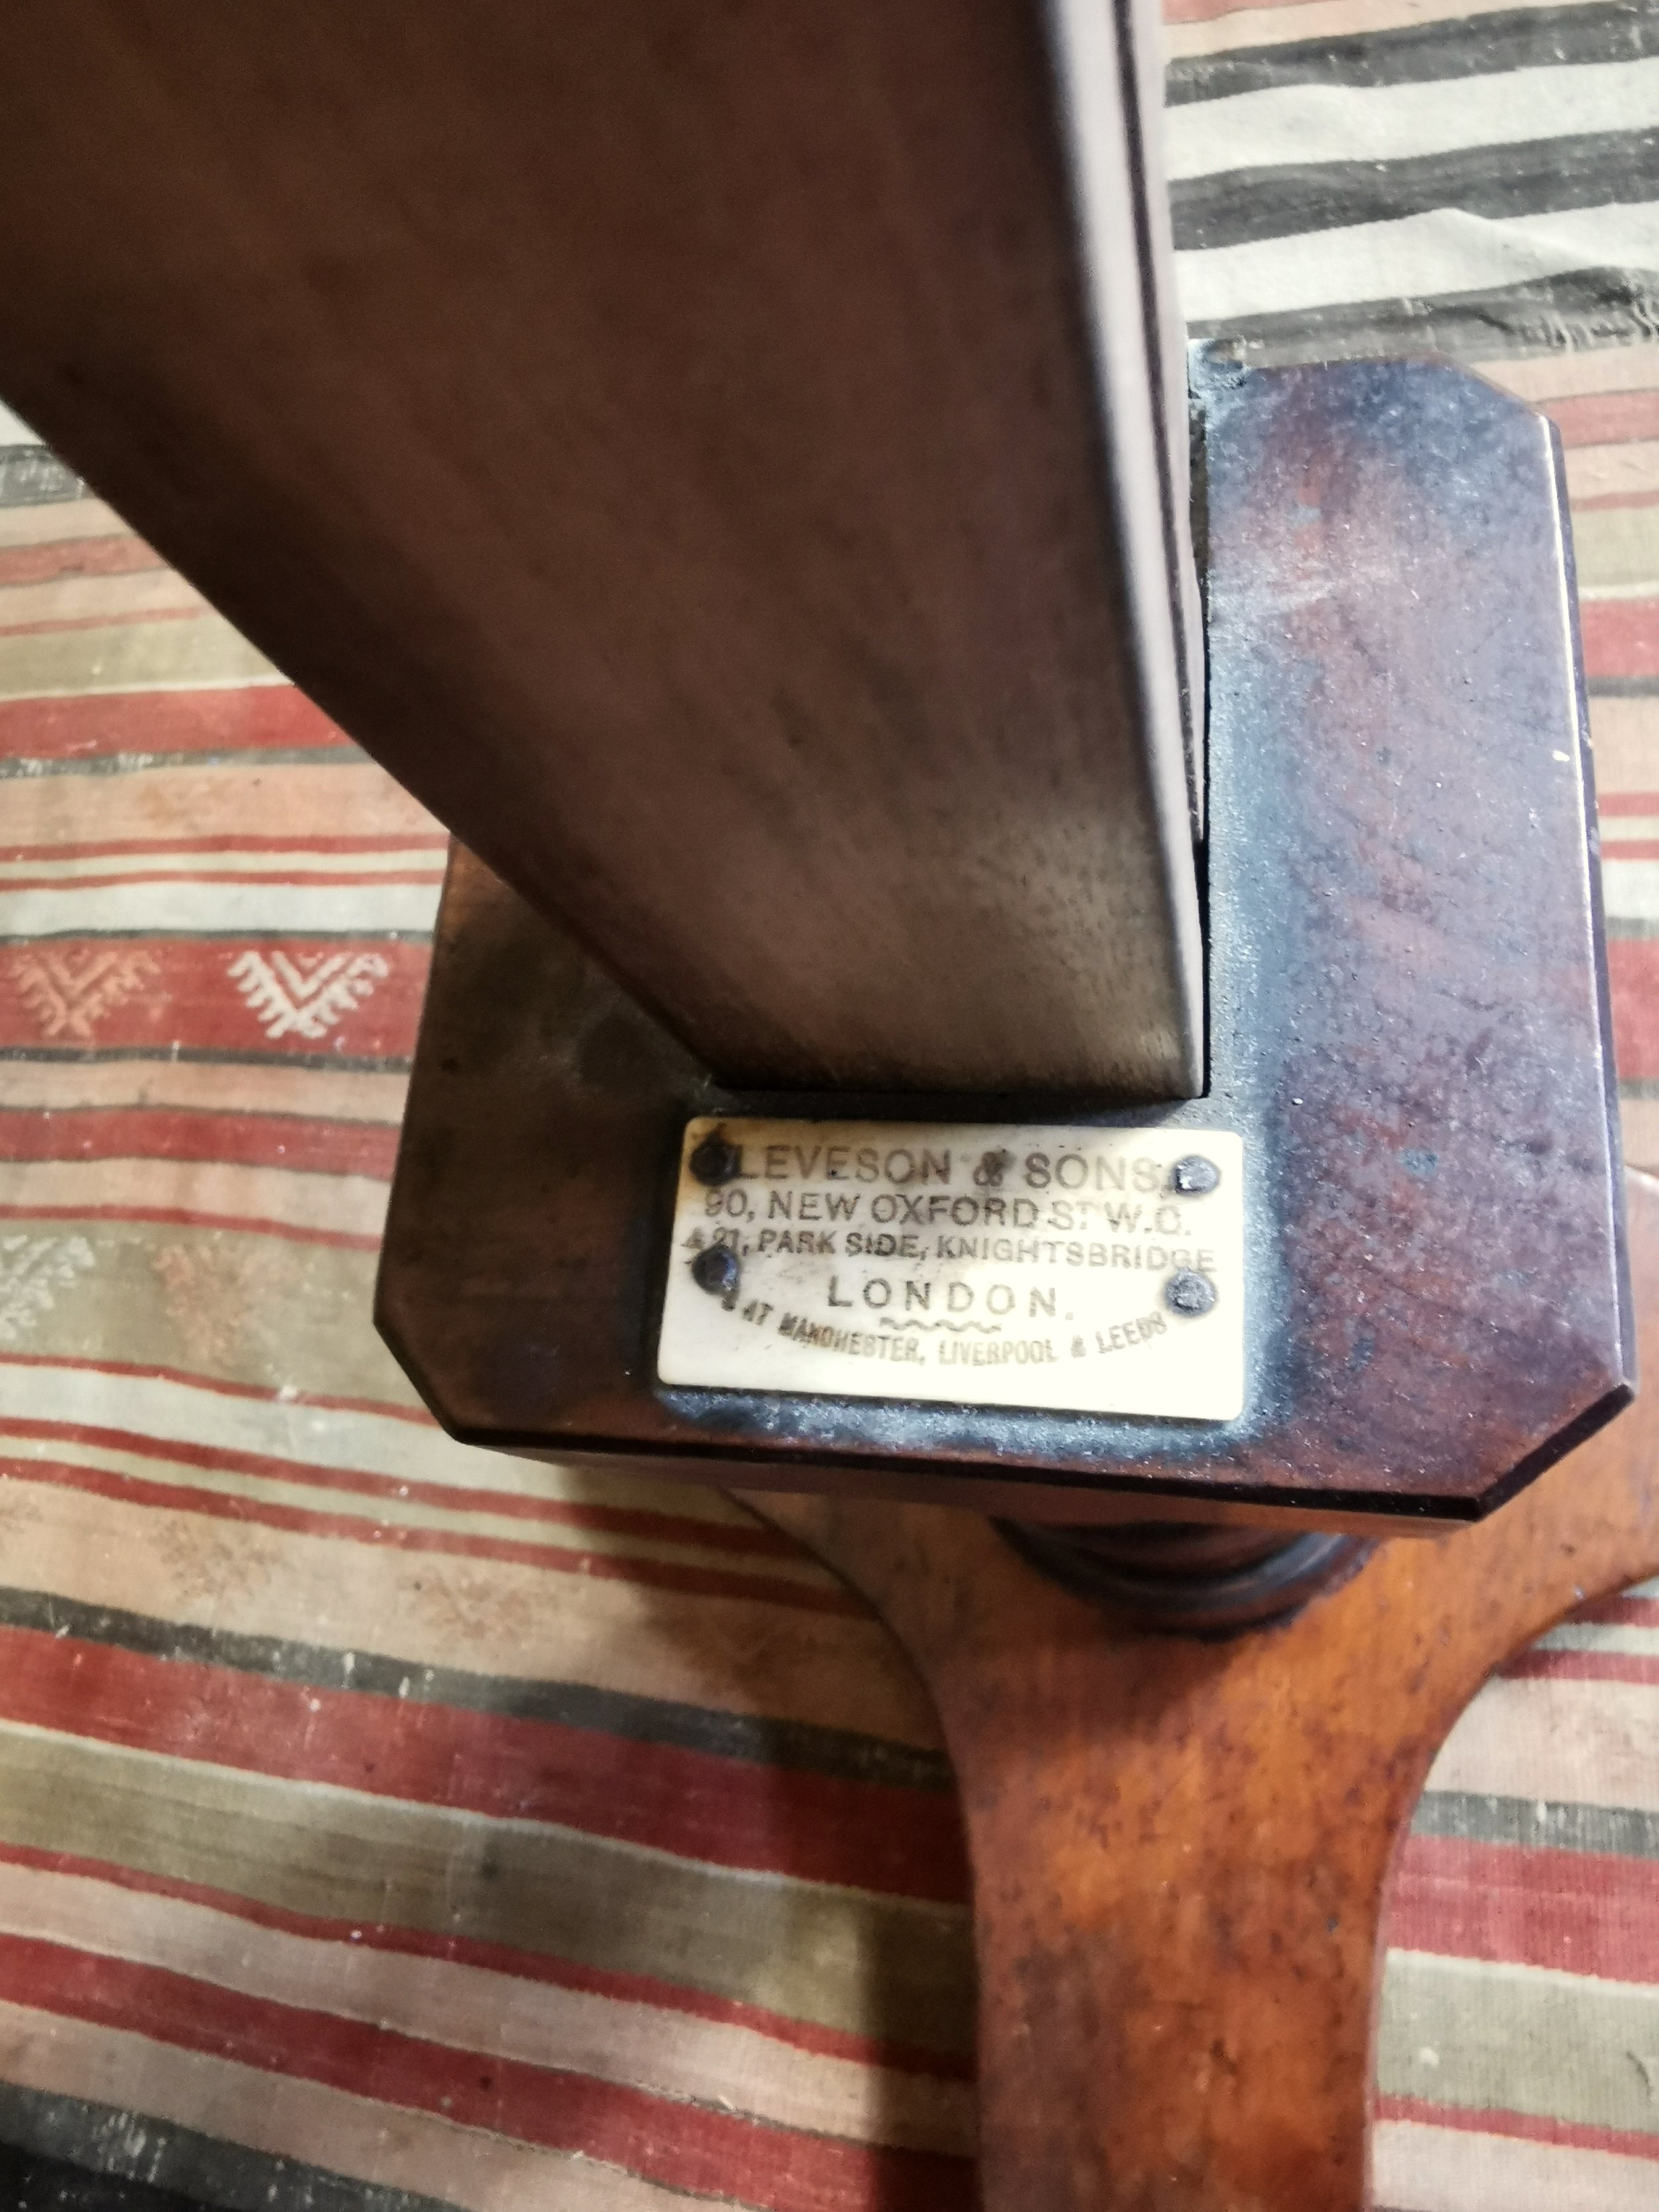 LEVESON & SONS,
90, NEW OXFORD ST. W.C.
& 21, PARK SIDE, KNIGHTSBRIDGE
LONDON.
& AT MANCHESTER, LIVERPOOL & LEEDS